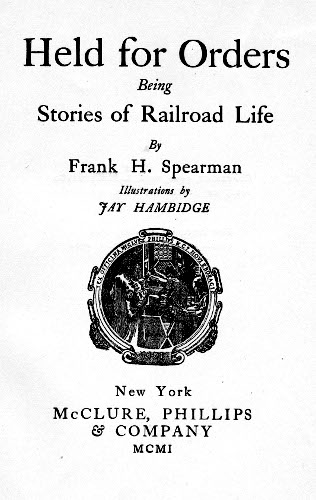 Held for Orders
Being
Stories of Railroad Life
By
Frank H. Spearman
Illustrations by
JAY HAMBIDGE
New York
McCLURE, PHILLIPS
& COMPANY
MCMI